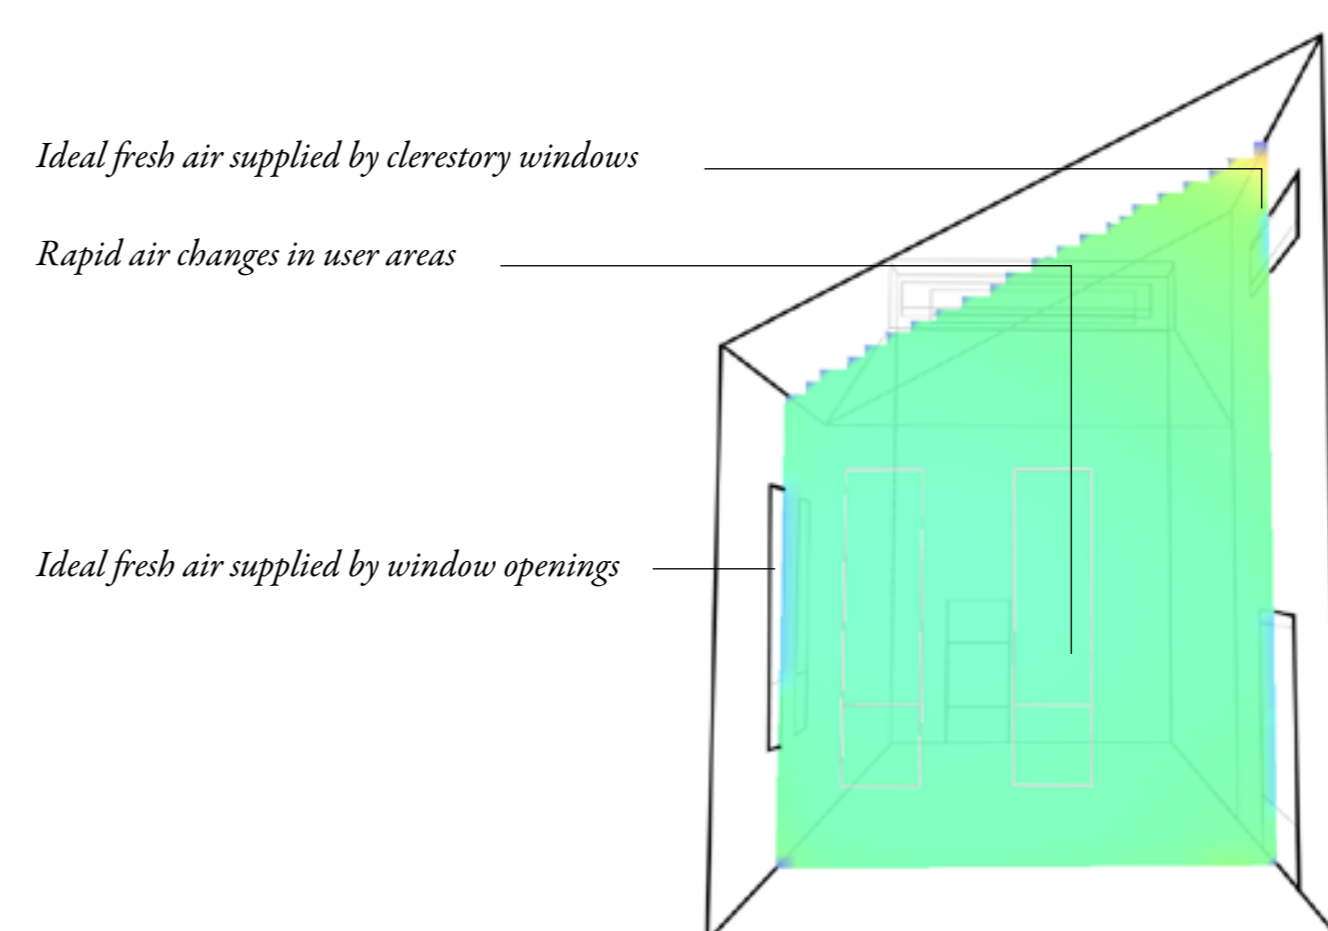 Ideal fresh air supplied by clerestory windows
Rapid air changes in user areas
Ideal fresh air supplied by window openings